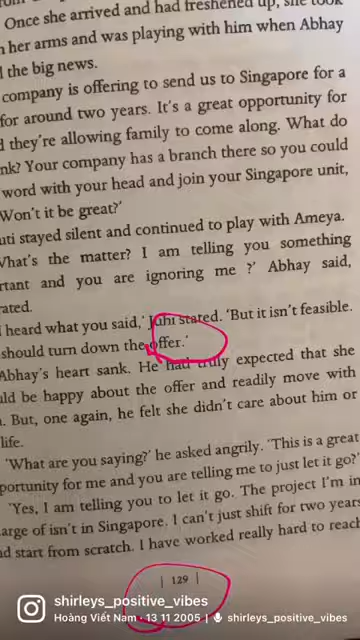 Once she arrived and had freshened up, she took
her arms and was playing with him when Abhay
the big news.
company is offering to send us to Singapore for a
for around two years. It's a great opportunity for
they're allowing family to come along. What do
nk? Your company has a branch there so you could
word with your head and join your Singapore unit,
Won't it be great?'
uti stayed silent and continued to play with Ameya.
What's the matter? I am telling you something
rtant and you are ignoring me ?' Abhay said,
rated.
I heard what you said,' Juhi stated. 'But it isn't feasible.
should turn down the offer.'
Abhay's heart sank. He had truly expected that she
uld be happy about the offer and readily move with
. But, one again, he felt she didn't care about him or
life.
'What are you saying?' he asked angrily. 'This is a great
portunity for me and you are telling me to just let it go?'
'Yes, I am telling you to let it go. The project I'm in
arge of isn't in Singapore. I can't just shift for two years
nd start from scratch. I have worked really hard to reach
| 129 |
shirleys_positive_vibes
Hoàng Viết Nam · 13 11 2005 | shirleys_positive_vibes